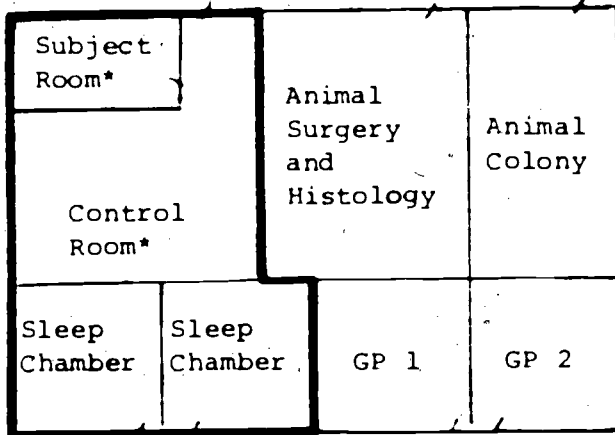 Subject
Room*
Animal
Surgery
and
Histology
Animal
Colony
Control
Room*
Sleep
Chamber
Sleep
Chamber
GP 1
GP 2